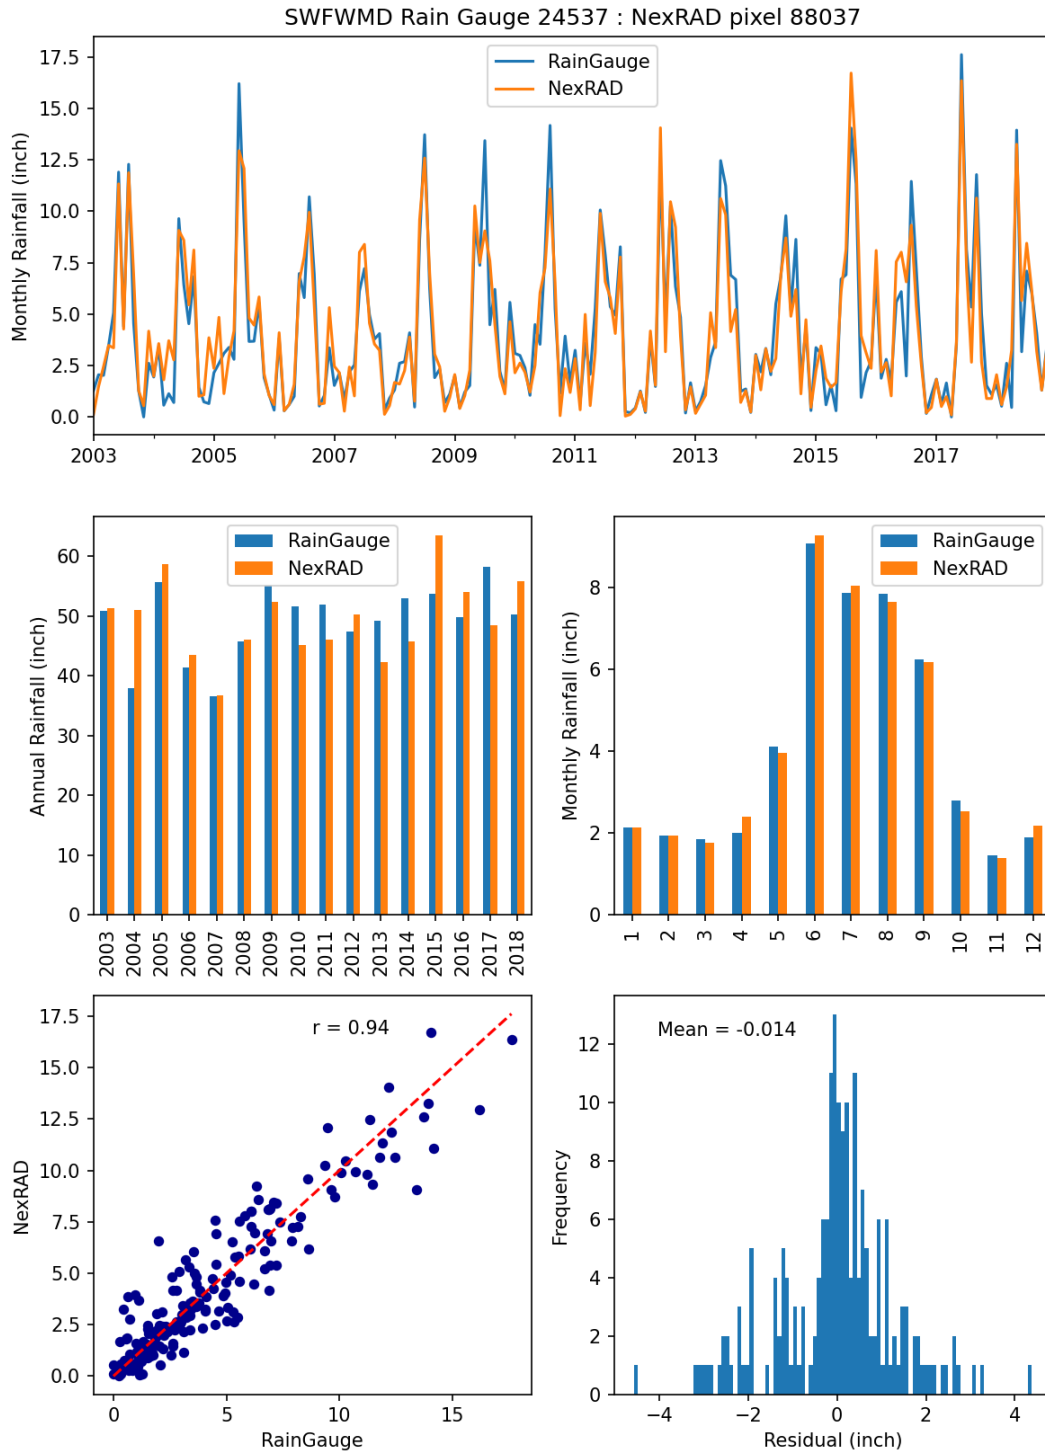 SWFWMD Rain Gauge 24537 : NexRAD pixel 88037
17.5
15.0
12.5
10.0
7.5
5.0
2.5
0.0
Monthly Rainfall (inch)
RainGauge
NexRAD
2003 2005 2007 2009 2011 2013 2015 2017
60
50
40
30
20
10
0
Annual Rainfall (inch)
RainGauge
NexRAD
2003 2004 2005 2006 2007 2008 2009 2010 2011 2012 2013 2014 2015 2016 2017 2018
8
6
4
2
0
Monthly Rainfall (inch)
RainGauge
NexRAD
1 2 3 4 5 6 7 8 9 10 11 12
17.5
15.0
12.5
10.0
7.5
5.0
2.5
0.0
NexRAD
r = 0.94
0 5 10 15
RainGauge
12
10
8
6
4
2
0
Frequency
Mean = -0.014
−4 −2 0 2 4
Residual (inch)